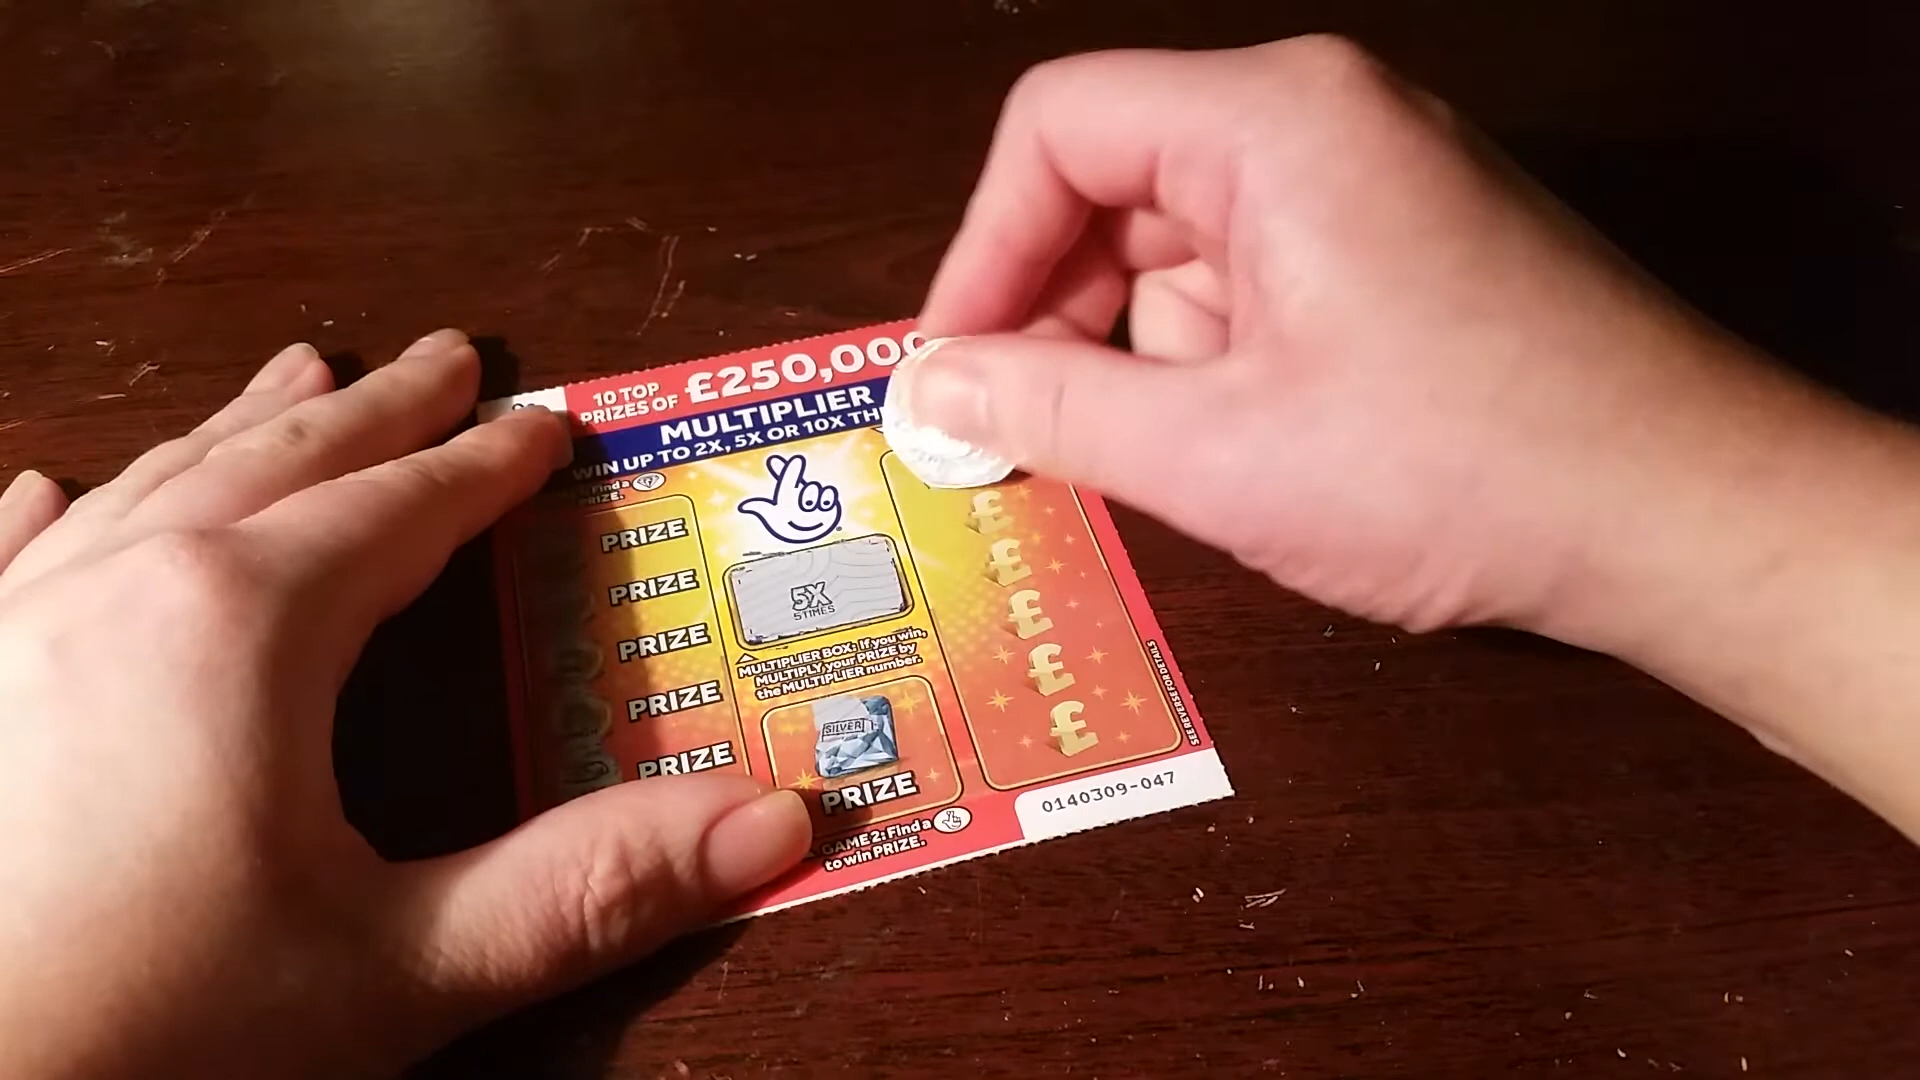 10 TOP
PRIZES OF £250,000
MULTIPLIER
WIN UP TO 2X, 5X OR 10X
Find a
PRIZE.
PRIZE
PRIZE
PRIZE
PRIZE
PRIZE
5X
5TIMES
MULTIPLIER BOX: If you win,
MULTIPLY your PRIZE by
the MULTIPLIER number.
SILVER
PRIZE
GAME 2: Find a
to win PRIZE.
£
£
£
£
£
SEE REVERSE FOR DETAILS
0140309-047